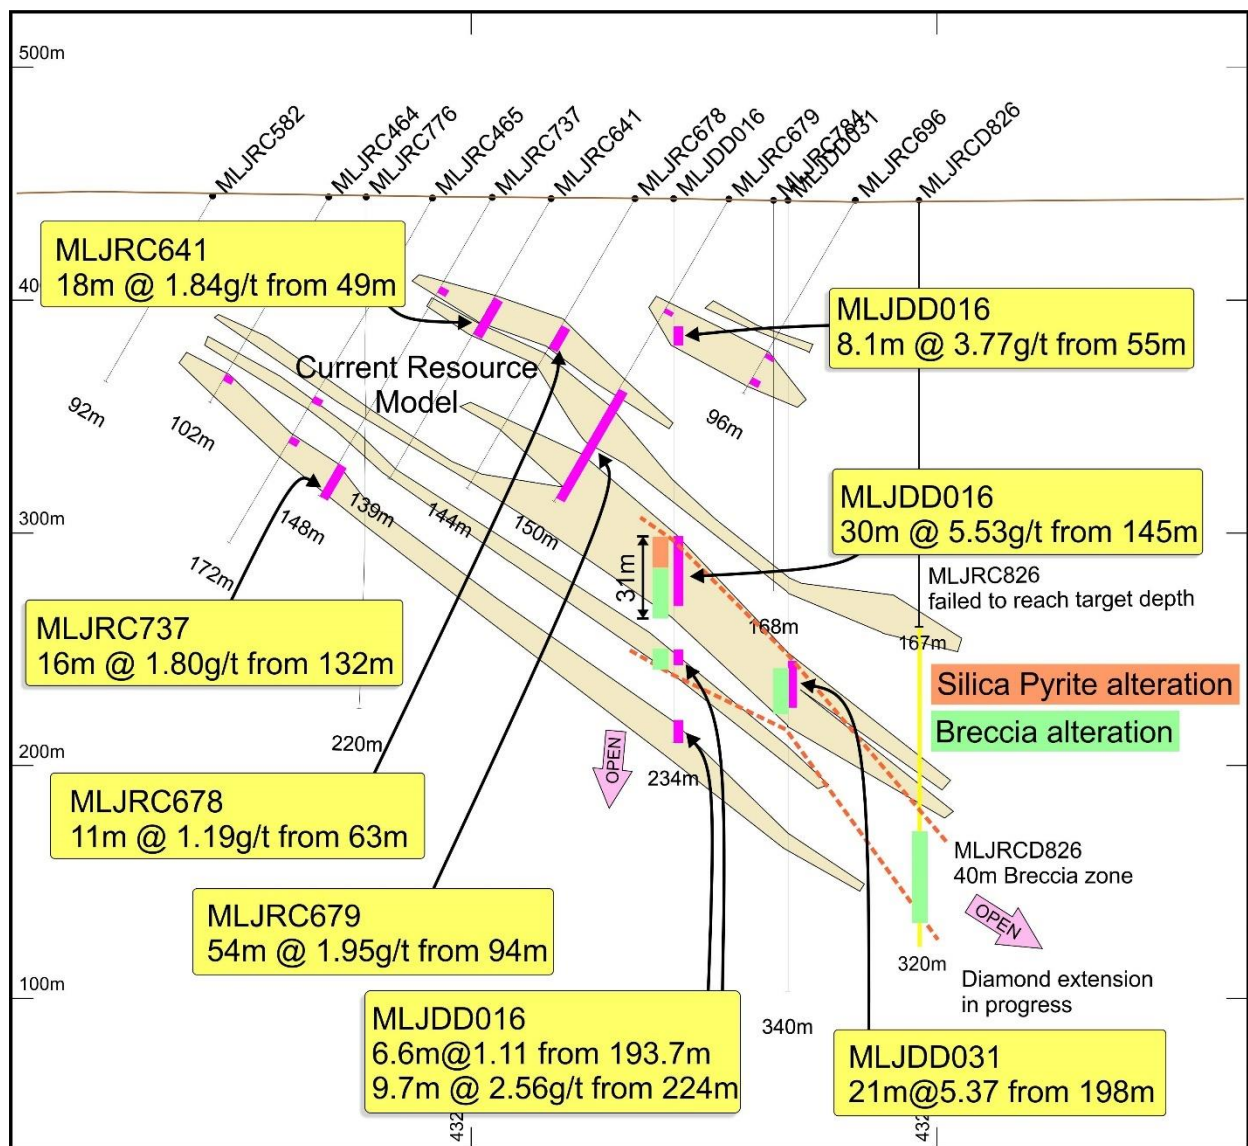 500m
MLJRC582
MLJRC464
MLJRC776
MLJRC465
MLJRC737
MLJRC641
MLJRC678
MLJDD016
MLJRC679
MLJRC784
MLJDD031
MLJRC696
MLJRCD826
MLJRC641
18m @ 1.84g/t from 49m
MLJDD016
8.1m @ 3.77g/t from 55m
Current Resource
Model
92m
102m
96m
MLJDD016
30m @ 5.53g/t from 145m
139m
144m
150m
148m
172m
300m
31m
MLJRC826
failed to reach target depth
168m
167m
MLJRC737
16m @ 1.80g/t from 132m
Silica Pyrite alteration
Breccia alteration
220m
200m
OPEN
234m
MLJRC678
11m @ 1.19g/t from 63m
MLJRCD826
40m Breccia zone
OPEN
MLJRC679
54m @ 1.95g/t from 94m
320m
Diamond extension
in progress
100m
MLJDD016
6.6m@1.11 from 193.7m
9.7m @ 2.56g/t from 224m
340m
MLJDD031
21m@5.37 from 198m